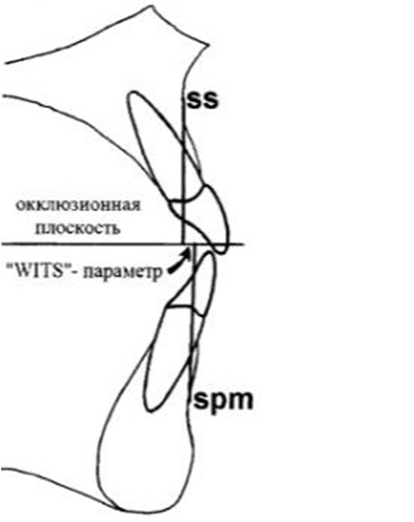 ss
окклюзионная
плоскость
"WITS"- параметр
spm